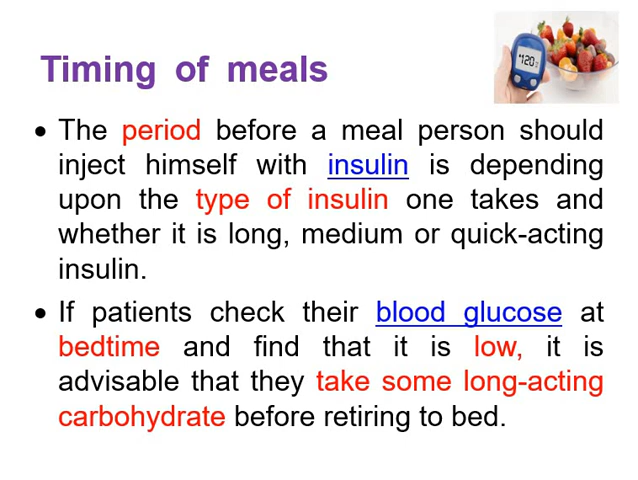 Timing of meals
120
• The period before a meal person should
inject himself with insulin is depending
upon the type of insulin one takes and
whether it is long, medium or quick-acting
insulin.
• If patients check their blood glucose at
bedtime and find that it is low, it is
advisable that they take some long-acting
carbohydrate before retiring to bed.